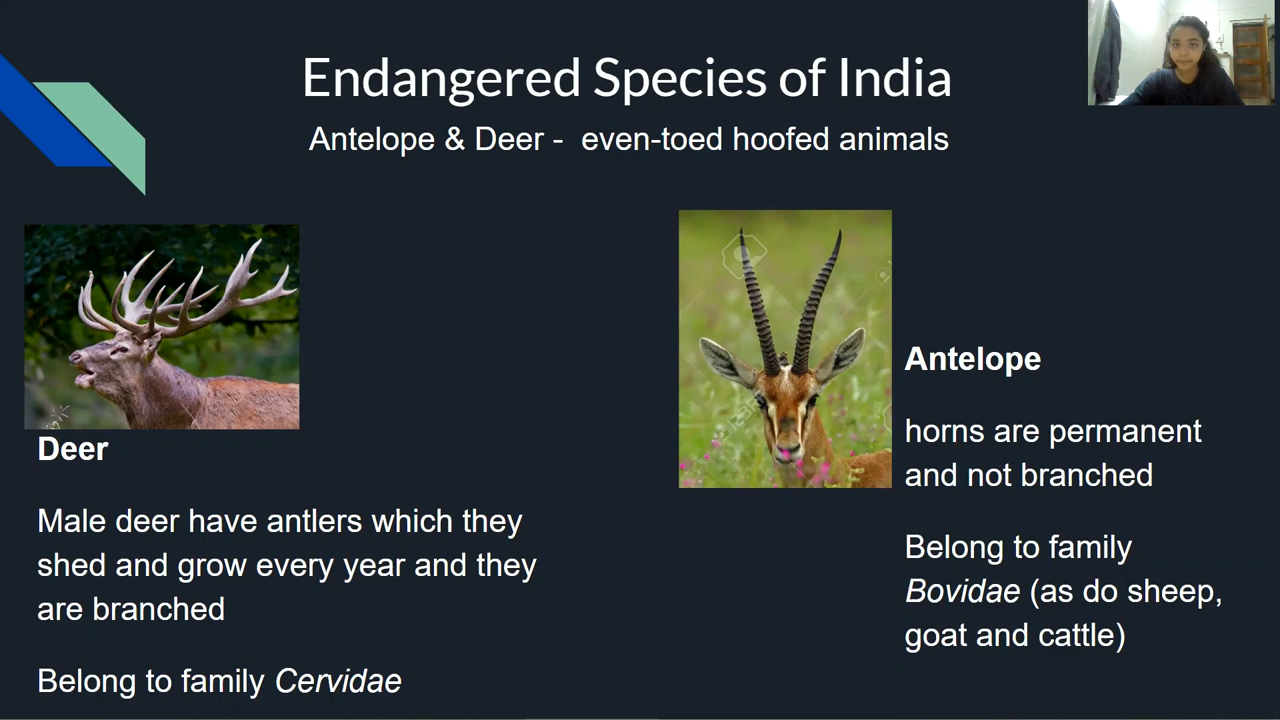 Endangered Species of India
Antelope & Deer - even-toed hoofed animals
Deer
Male deer have antlers which they
shed and grow every year and they
are branched
Belong to family Cervidae
Antelope
horns are permanent
and not branched
Belong to family
Bovidae (as do sheep,
goat and cattle)